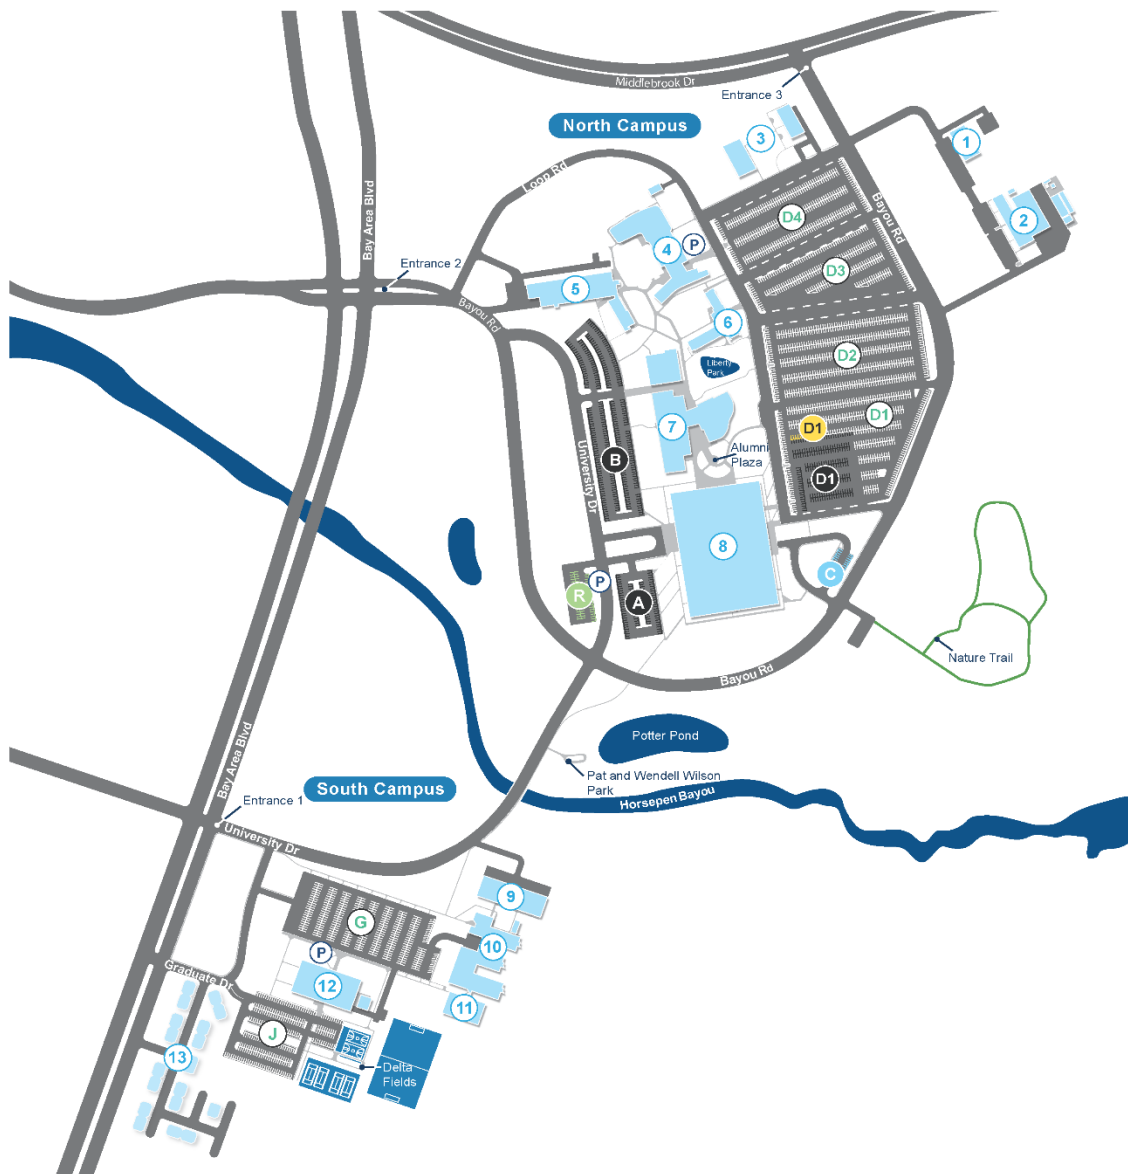 Middlebrook Dr
Entrance 3
North Campus
3
1
Loop Rd
Bay Area Blvd
Bayou Rd
D4
2
4
P
Entrance 2
D3
5
Bayou Rd
6
D2
Liberty
Park
7
D1
D1
University Dr
B
Alumni
Plaza
D1
8
C
P
R
A
Nature Trail
Bayou Rd
Potter Pond
Bay Area Blvd
Pat and Wendell Wilson
Park
South Campus
Horsepen Bayou
Entrance 1
University Dr
9
G
10
P
Graduate Dr
12
11
J
13
Delta
Fields